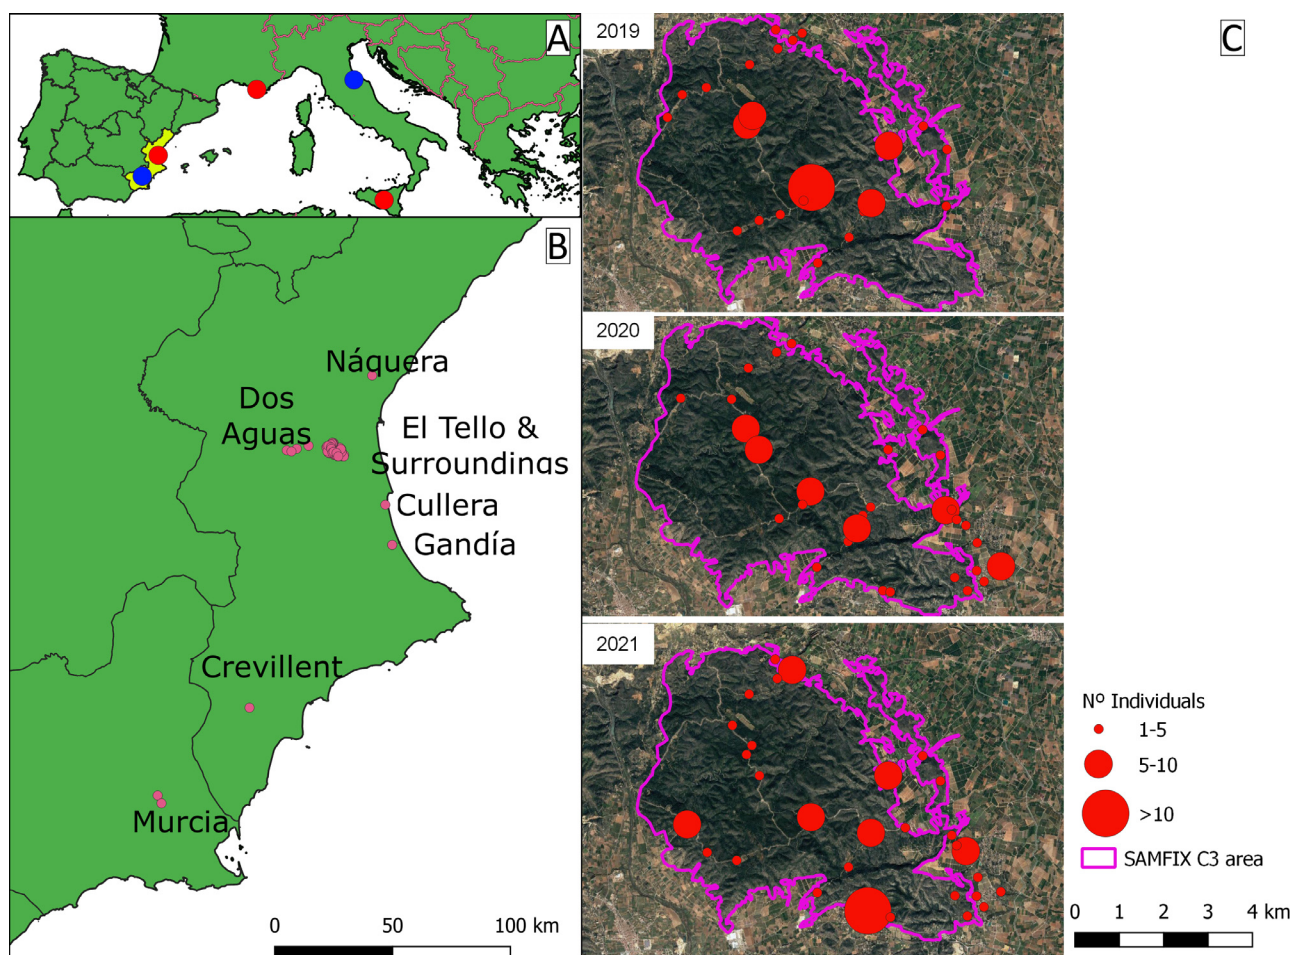 A
B
Náquera
Dos
Aguas
El Tello &
Surroundings
Cullera
Gandía
Crevillent
Murcia
0 50 100 km
2019
2020
2021
C
Nº Individuals
1-5
5-10
>10
SAMFIX C3 area
0 1 2 3 4 km